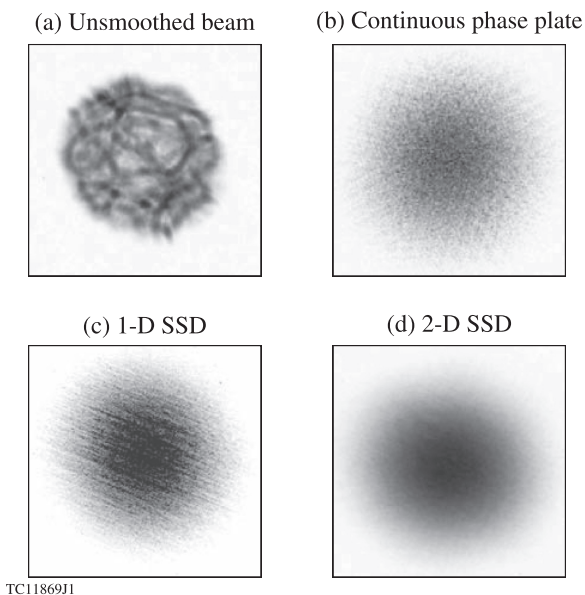 (a) Unsmoothed beam
(b) Continuous phase plate
(c) 1-D SSD
(d) 2-D SSD
TC11869J1